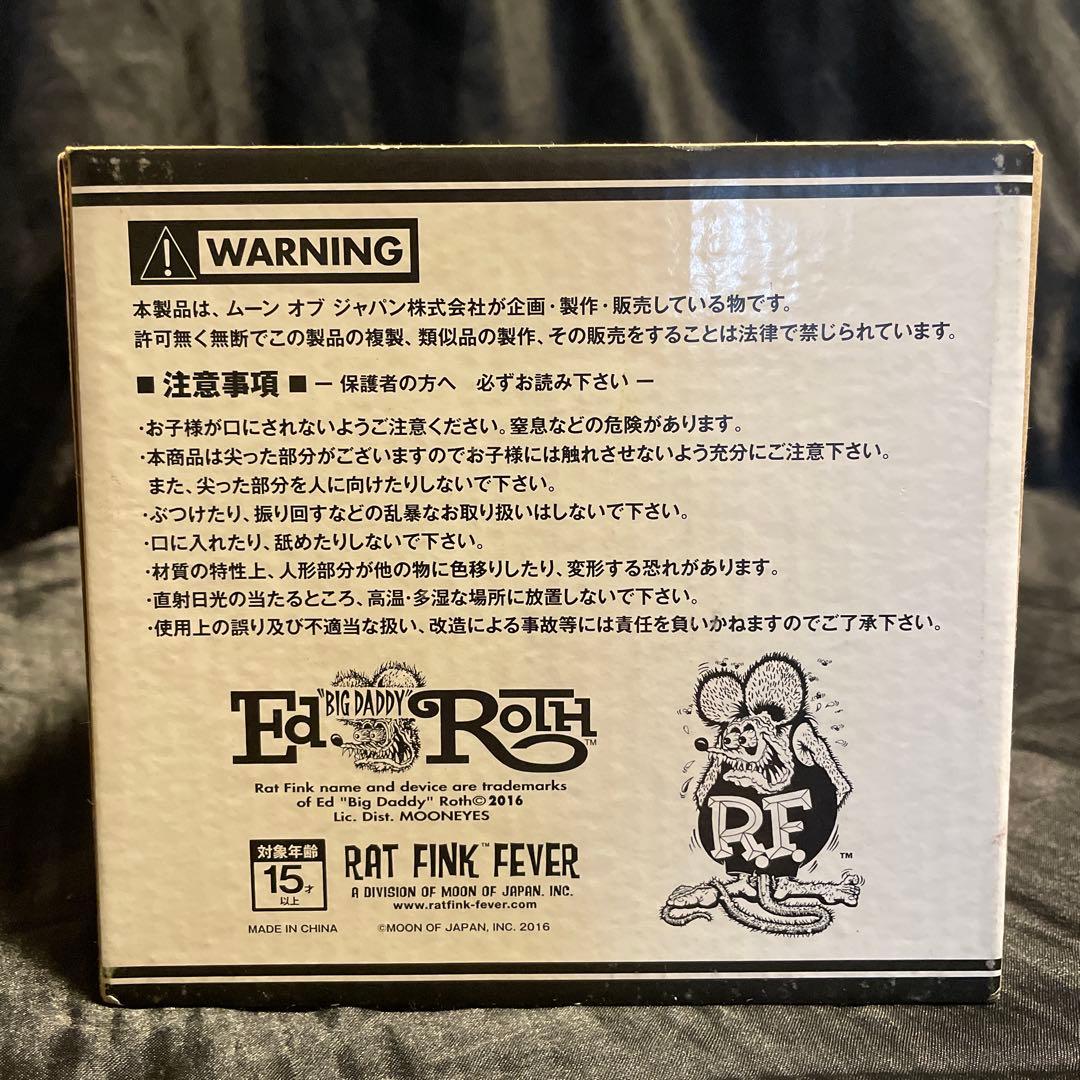 WARNING
本製品は、ムーン オブ ジャパン株式会社が企画・製作・販売している物です。
許可無く無断でこの製品の複製、類似品の製作、その販売をすることは法律で禁じられています。
■ 注意事項 ■ ー 保護者の方へ 必ずお読み下さい ー
・お子様が口にされないようご注意ください。窒息などの危険があります。
・本商品は尖った部分がございますのでお子様には触れさせないよう充分にご注意下さい。
また、尖った部分を人に向けたりしないで下さい。
・ぶつけたり、振り回すなどの乱暴なお取り扱いはしないで下さい。
・口に入れたり、舐めたりしないで下さい。
・材質の特性上、人形部分が他の物に色移りしたり、変形する恐れがあります。
・直射日光の当たるところ、高温・多湿な場所に放置しないで下さい。
・使用上の誤り及び不適当な扱い、改造による事故等には責任を負いかねますのでご了承下さい。
Ed "BIG DADDY" ROTH™
Rat Fink name and device are trademarks
of Ed "Big Daddy" Roth©2016
Lic. Dist. MOONEYES
R.F.™
対象年齢
15才
以上
RAT FINK™ FEVER
A DIVISION OF MOON OF JAPAN, INC.
www.ratfink-fever.com
MADE IN CHINA ©MOON OF JAPAN, INC. 2016